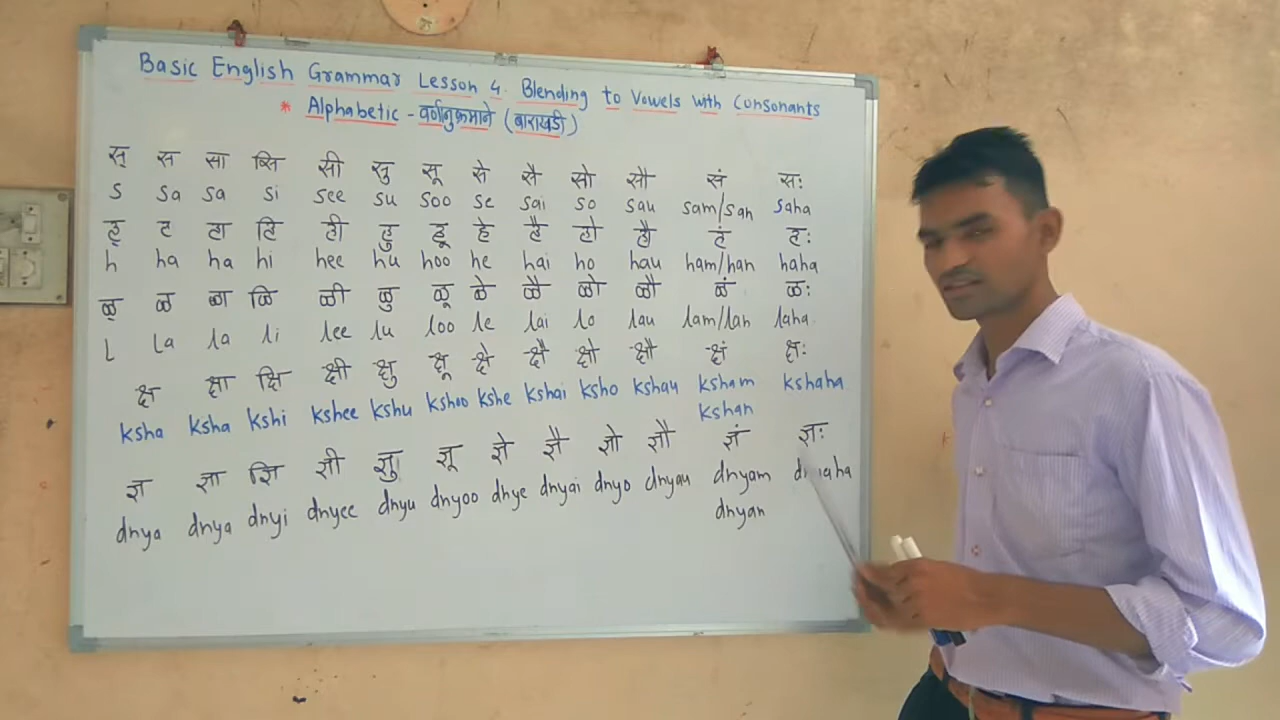 Basic English Grammar Lesson 4. Blending to Vowels with Consonants
* Alphabetic - वर्णानुक्रमाने (बाराखडी)
स् स सा सि सी सु सू से सै सो सौ सं सः
s sa sa si see su soo se sai so sau sam/san saha
ह् ह हा हि ही हु हू हे है हो हौ हं हः
h ha ha hi hee hu hoo he hai ho hau ham/han haha
ळ् ळ ळा ळि ळी ळु ळू ळे ळै ळो ळौ ळं ळः
l la la li lee lu loo le lai lo lau lam/lan laha
क्ष क्षा क्षि क्षी क्षु क्षू क्षे क्षै क्षो क्षौ क्षं क्षः
ksha ksha kshi kshee kshu kshoo kshe kshai ksho kshau ksham kshaha
kshan
ज्ञ ज्ञा ज्ञि ज्ञी ज्ञु ज्ञू ज्ञे ज्ञै ज्ञो ज्ञौ ज्ञं ज्ञः
dnya dnya dnyi dnyee dnyu dnyoo dnye dnyai dnyo dnyau dnyam
dnyan